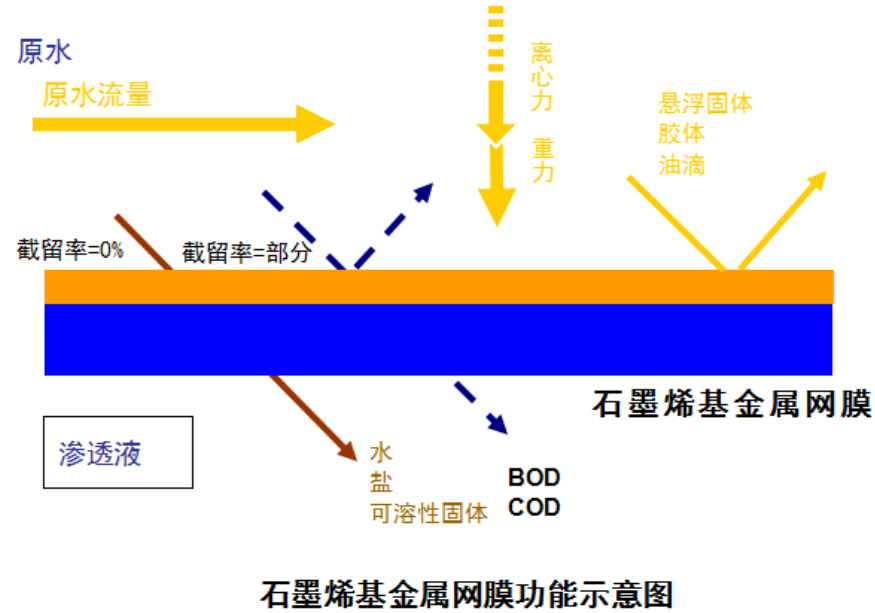 原水
原水流量
离心力
重力
悬浮固体
胶体
油滴
截留率=0%
截留率=部分
石墨烯基金属网膜
渗透液
水
盐
可溶性固体
BOD
COD
石墨烯基金属网膜功能示意图